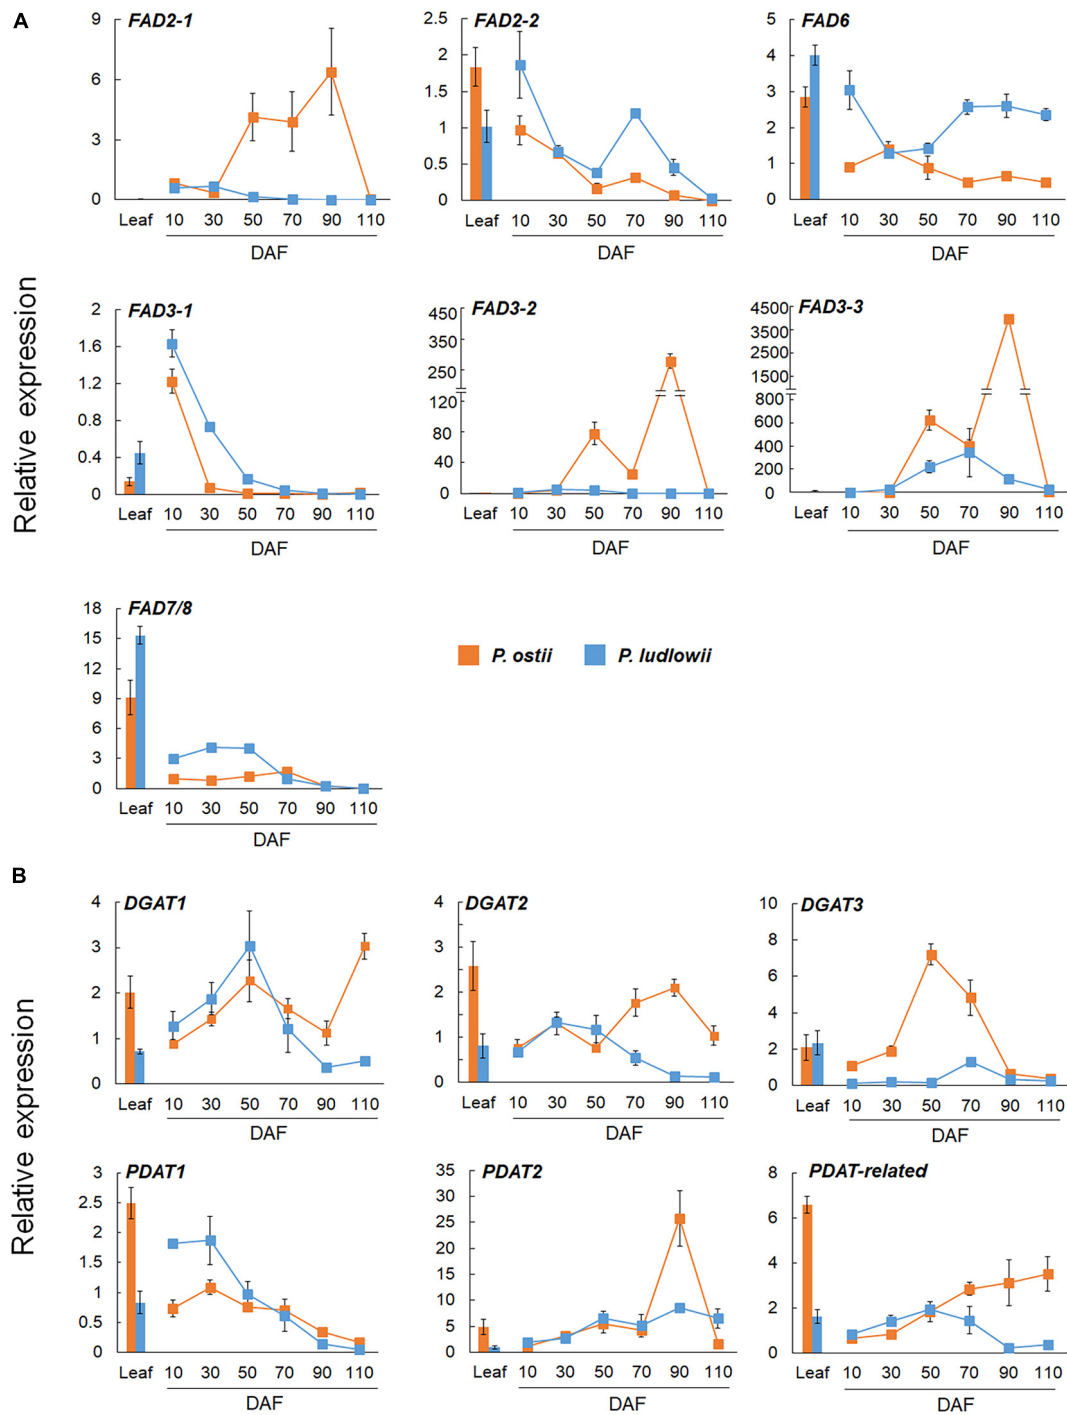 A
FAD2-1
9
6
3
0
Leaf 10 30 50 70 90 110
DAF
FAD2-2
2.5
2
1.5
1
0.5
0
Leaf 10 30 50 70 90 110
DAF
FAD6
5
4
3
2
1
0
Leaf 10 30 50 70 90 110
DAF
Relative expression
FAD3-1
2
1.6
1.2
0.8
0.4
0
Leaf 10 30 50 70 90 110
DAF
FAD3-2
450
350
250
120
80
40
0
Leaf 10 30 50 70 90 110
DAF
FAD3-3
4500
3500
2500
1500
800
600
400
200
0
Leaf 10 30 50 70 90 110
DAF
FAD7/8
18
15
12
9
6
3
0
Leaf 10 30 50 70 90 110
DAF
P. ostii P. ludlowii
B
DGAT1
4
3
2
1
0
Leaf 10 30 50 70 90 110
DAF
DGAT2
4
3
2
1
0
Leaf 10 30 50 70 90 110
DAF
DGAT3
10
8
6
4
2
0
Leaf 10 30 50 70 90 110
DAF
Relative expression
PDAT1
3
2.5
2
1.5
1
0.5
0
Leaf 10 30 50 70 90 110
DAF
PDAT2
35
30
25
20
15
10
5
0
Leaf 10 30 50 70 90 110
DAF
PDAT-related
8
6
4
2
0
Leaf 10 30 50 70 90 110
DAF